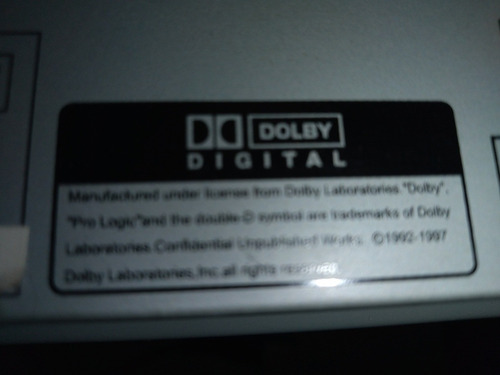 DOLBY
DIGITAL
Manufactured under license from Dolby Laboratories."Dolby",
"Pro Logic"and the double-D symbol are trademarks of Dolby
Laboratories.Confidential Unpublished Works. ©1992-1997
Dolby Laboratories,Inc.all rights reserved.